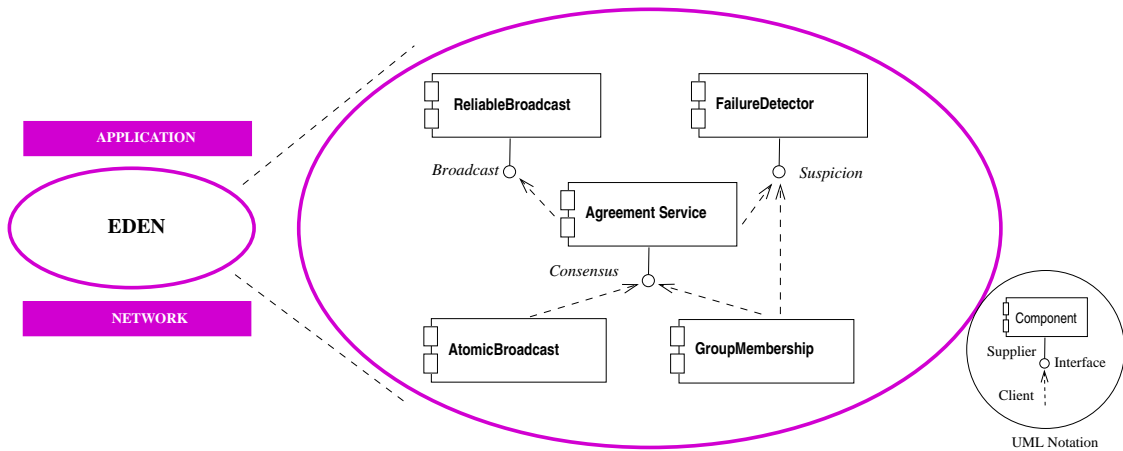 APPLICATION
EDEN
NETWORK
ReliableBroadcast
FailureDetector
Broadcast
Suspicion
Agreement Service
Consensus
AtomicBroadcast
GroupMembership
Component
Supplier
Interface
Client
UML Notation